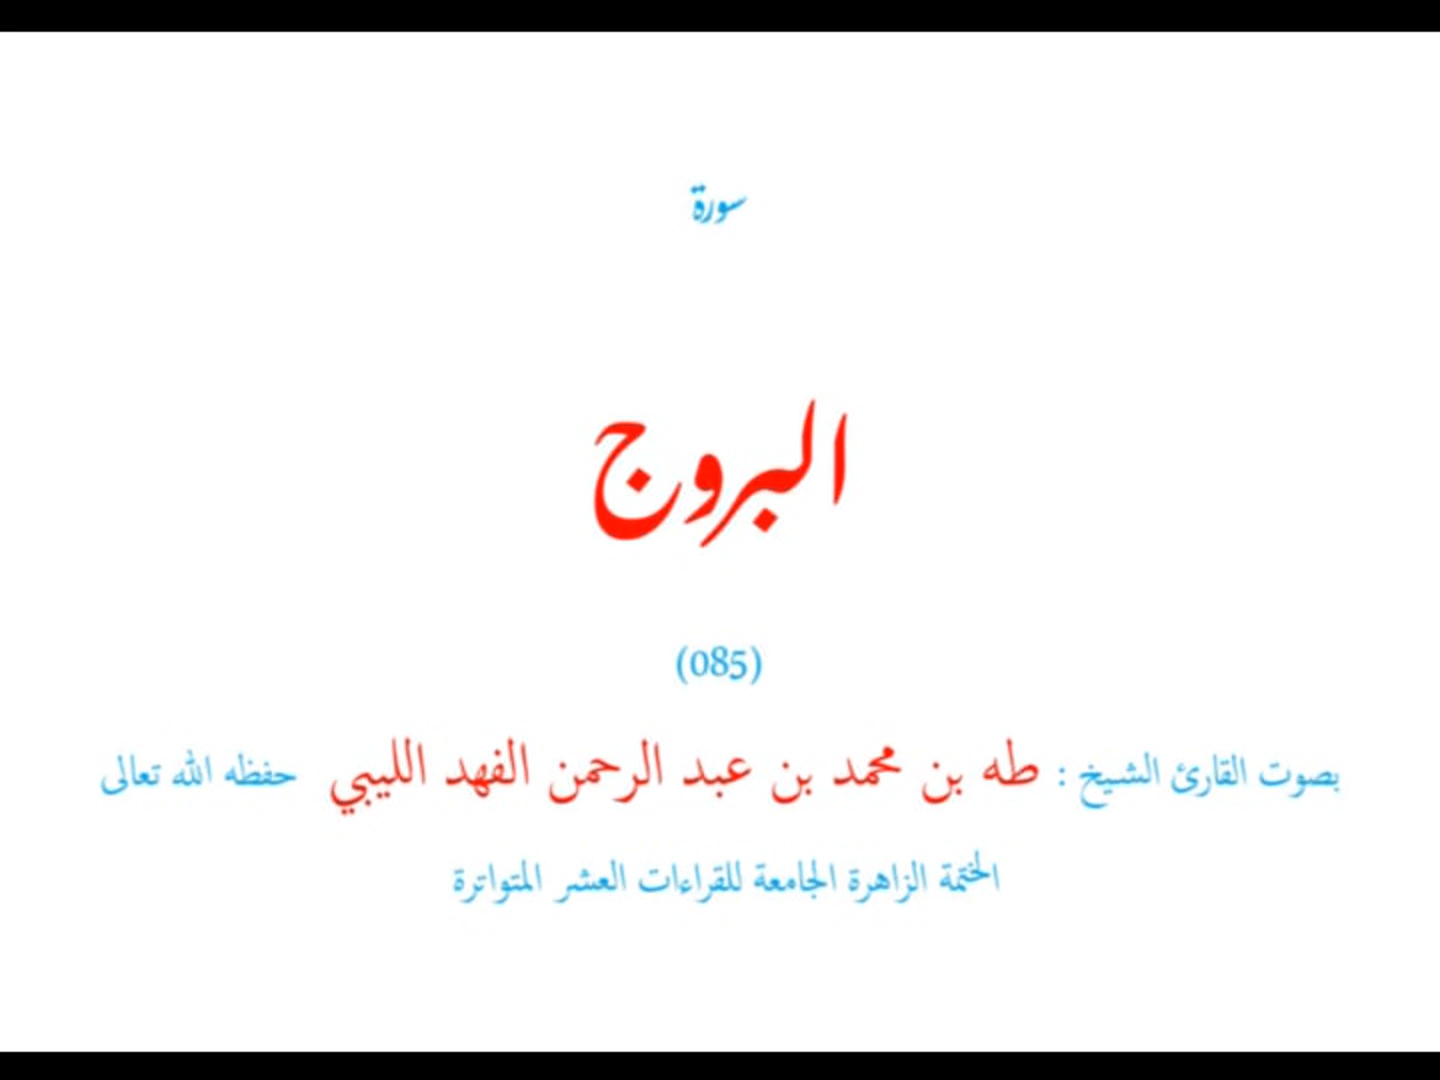 سورة
البروج
(085)
بصوت القارئ الشيخ : طه بن محمد بن عبد الرحمن الفهد الليبي حفظه الله تعالى
الختمة الزاهرة الجامعة للقراءات العشر المتواترة